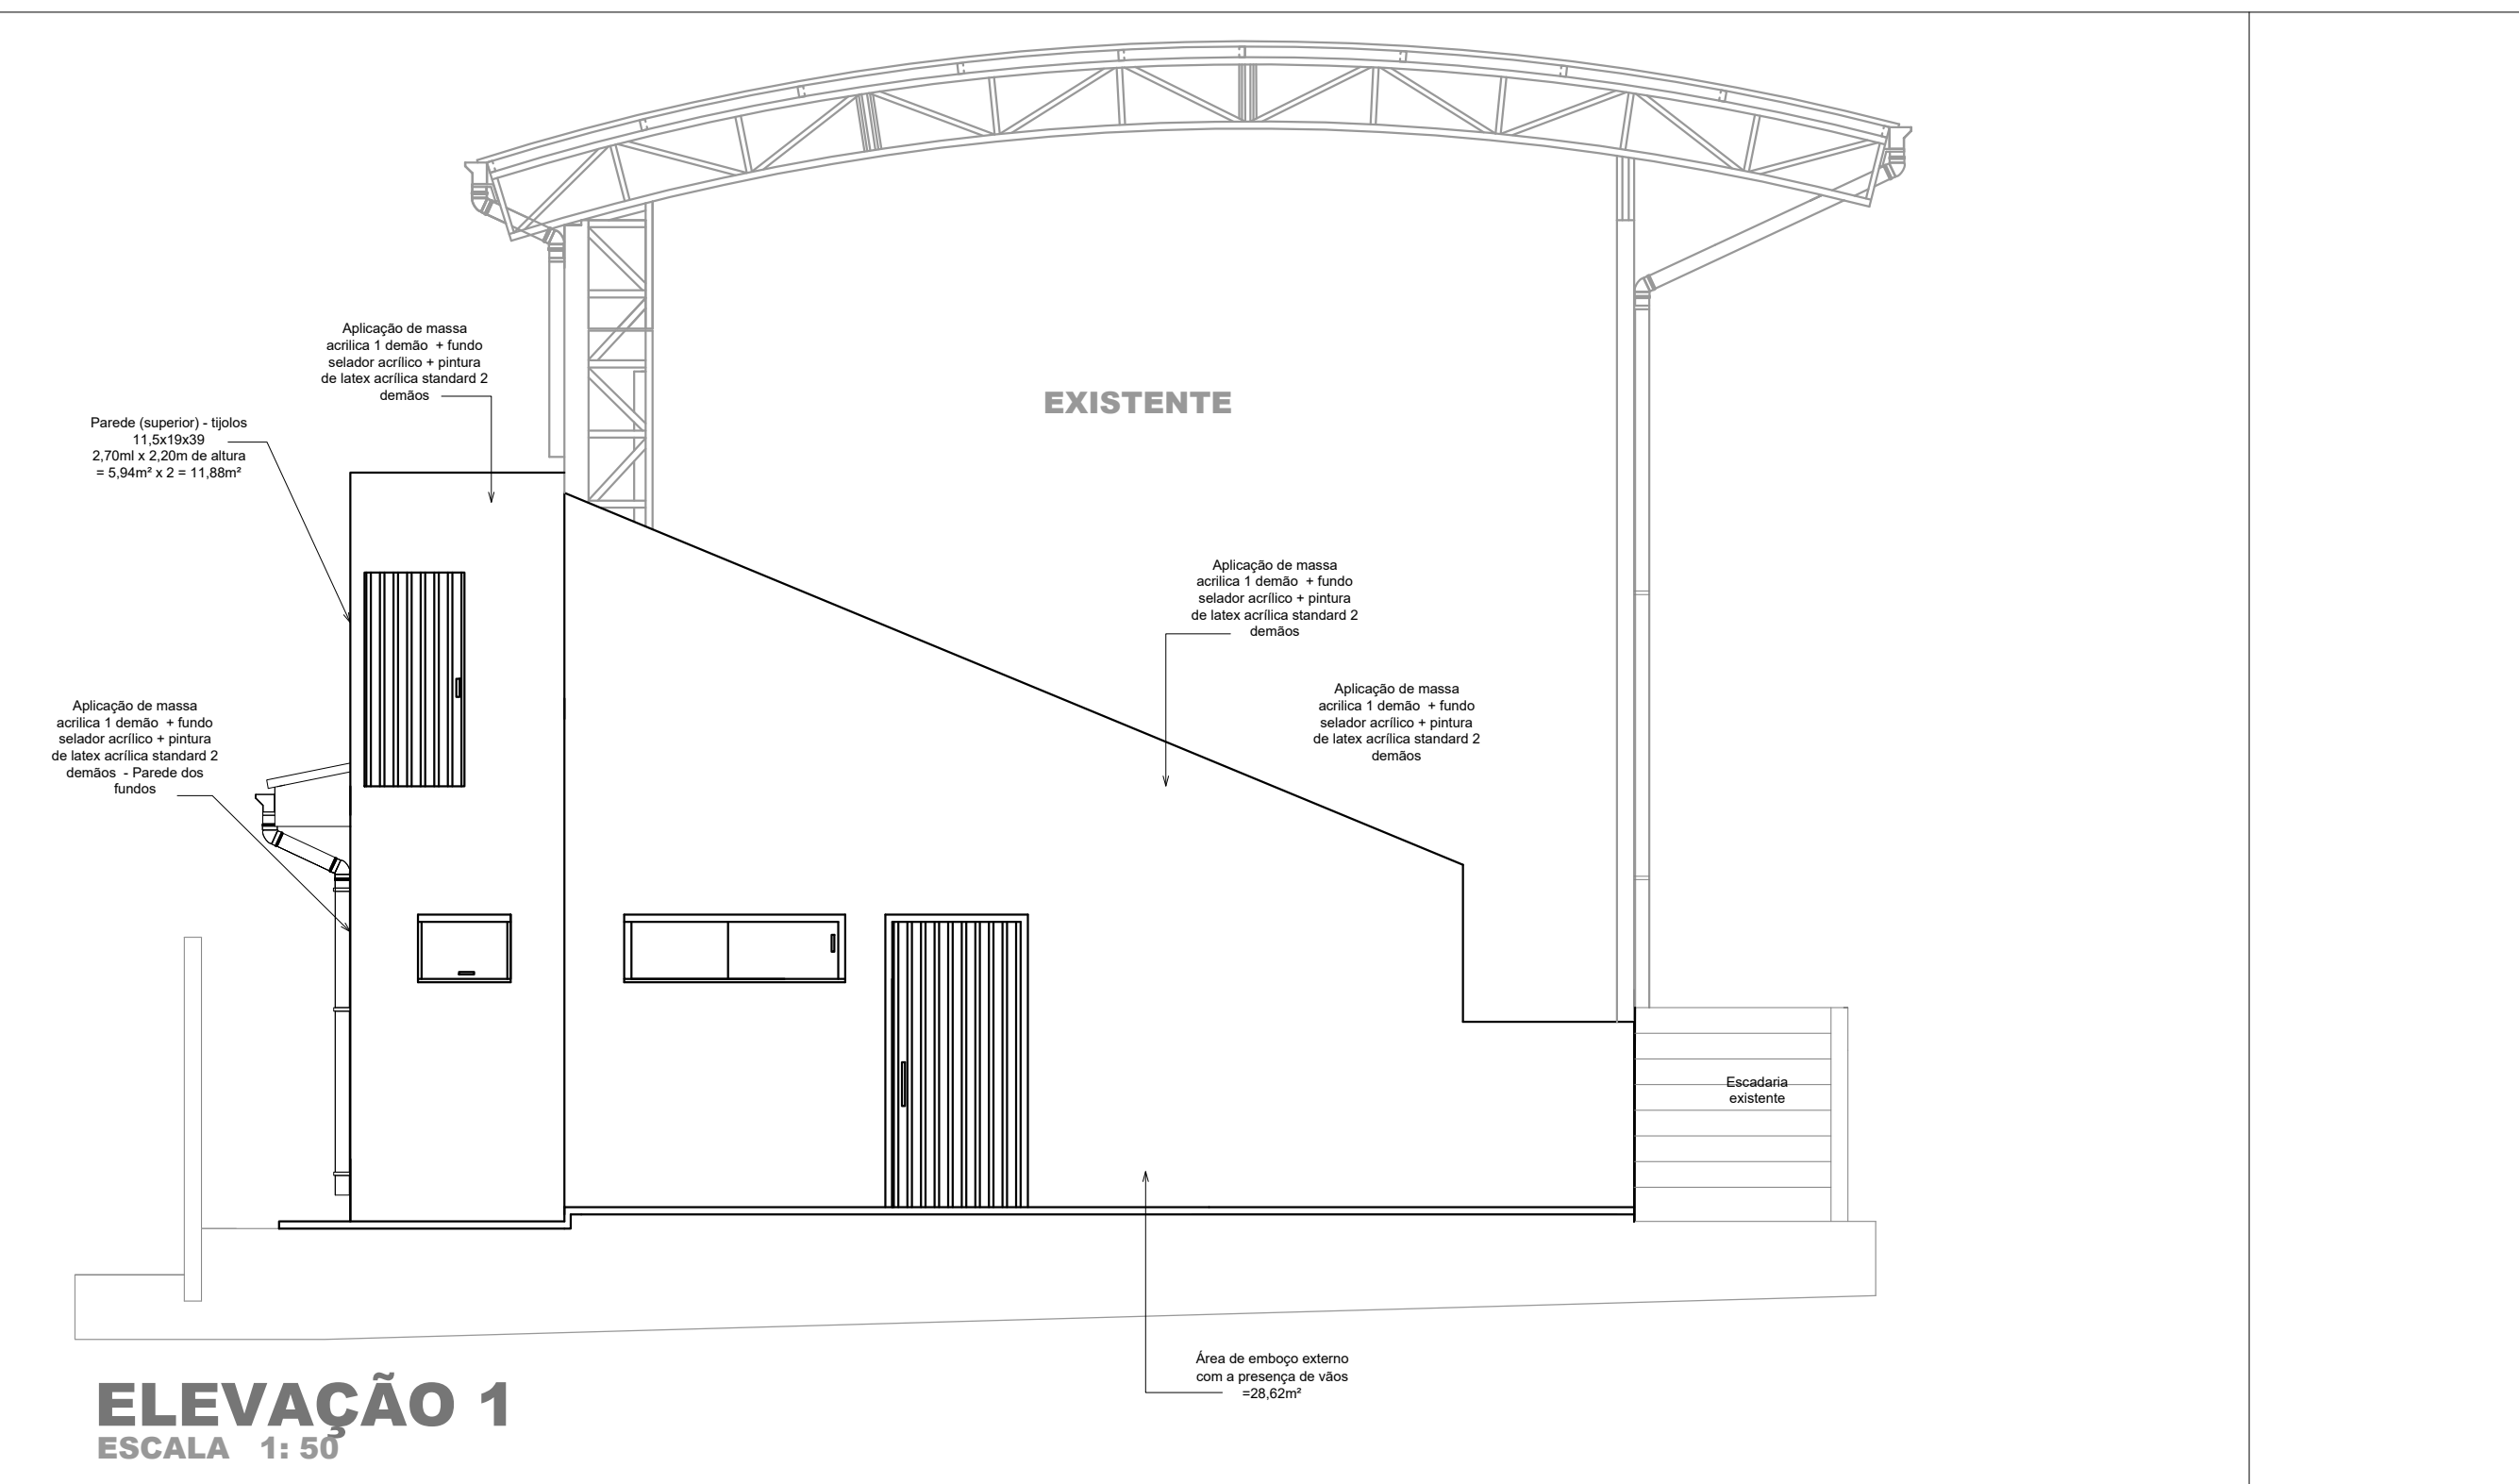 Aplicação de massa
acrilica 1 demão + fundo
selador acrílico + pintura
de latex acrílica standard 2
demãos
EXISTENTE
Parede (superior) - tijolos
11,5x19x39
2,70ml x 2,20m de altura
= 5,94m² x 2 = 11,88m²
Aplicação de massa
acrilica 1 demão + fundo
selador acrílico + pintura
de latex acrílica standard 2
demãos
Aplicação de massa
acrilica 1 demão + fundo
selador acrílico + pintura
de latex acrílica standard 2
demãos
Aplicação de massa
acrilica 1 demão + fundo
selador acrílico + pintura
de latex acrílica standard 2
demãos - Parede dos
fundos
Escadaria
existente
Área de emboço externo
com a presença de vãos
=28,62m²
ELEVAÇÃO 1
ESCALA 1: 50